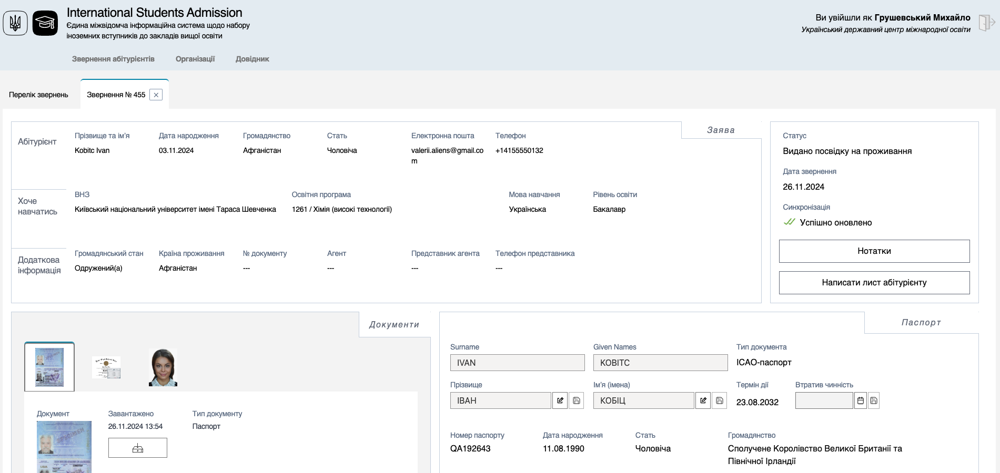 International Students Admission
Єдина міжвідомча інформаційна система щодо набору
іноземних вступників до закладів вищої освіти
Ви увійшли як Грушевський Михайло
Український державний центр міжнародної освіти
Звернення абітурієнтів
Організації
Довідник
Перелік звернень
Звернення № 455
Заява
Абітурієнт
Прізвище та ім’я
Дата народження
Громадянство
Стать
Електронна пошта
Телефон
Kobitc Ivan
03.11.2024
Афганістан
Чоловіча
valerii.aliens@gmail.co
m
+14155550132
Хоче
навчатись
ВНЗ
Освітня програма
Мова навчання
Рівень освіти
Київський національний університет імені Тараса Шевченка
1261 / Хімія (високі технології)
Українська
Бакалавр
Додаткова
інформація
Громадянський стан
Країна проживання
№ документу
Агент
Представник агента
Телефон представника
Одружений(а)
Афганістан
---
---
---
---
Статус
Видано посвідку на проживання
Дата звернення
26.11.2024
Синхронізація
Успішно оновлено
Нотатки
Написати лист абітурієнту
Документи
Документ
Завантажено
Тип документу
26.11.2024 13:54
Паспорт
SPECIMEN
Паспорт
Surname
Given Names
Тип документа
IVAN
KOBITC
ICAO-паспорт
Прізвище
Ім’я (імена)
Термін дії
Втратив чинність
ІВАН
КОБІЦ
23.08.2032
Номер паспорту
Дата народження
Стать
Громадянство
QA192643
11.08.1990
Чоловіча
Сполучене Королівство Великої Британії та
Північної Ірландії